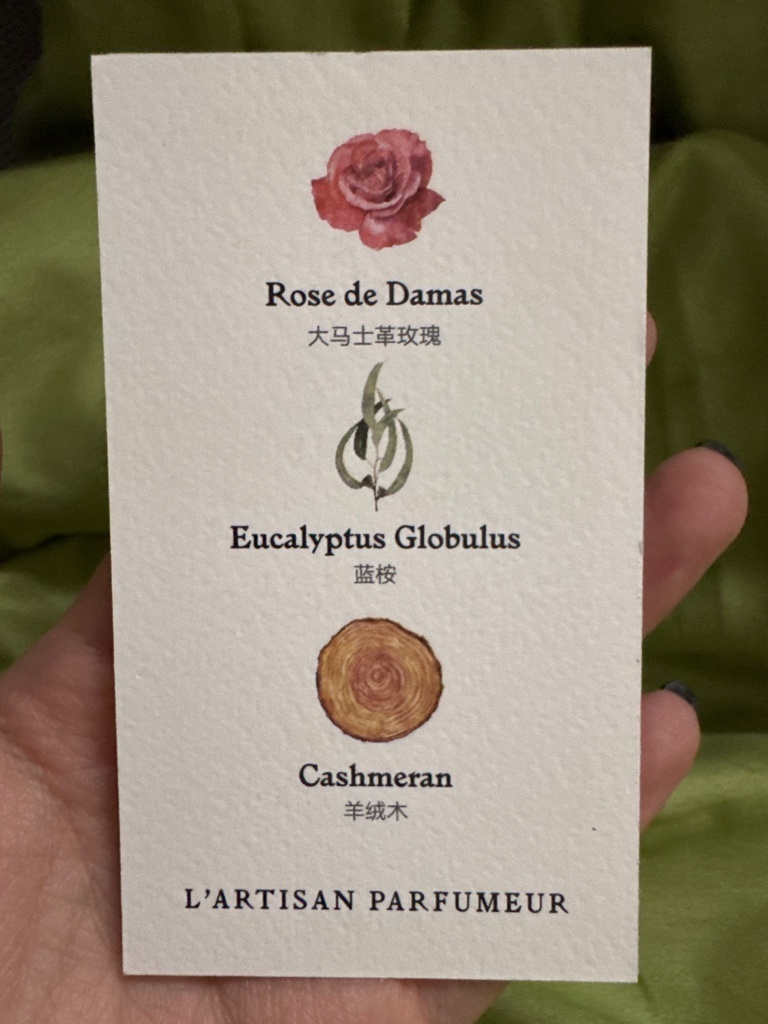 Rose de Damas
大马士革玫瑰
Eucalyptus Globulus
蓝桉
Cashmeran
羊绒木
L'ARTISAN PARFUMEUR